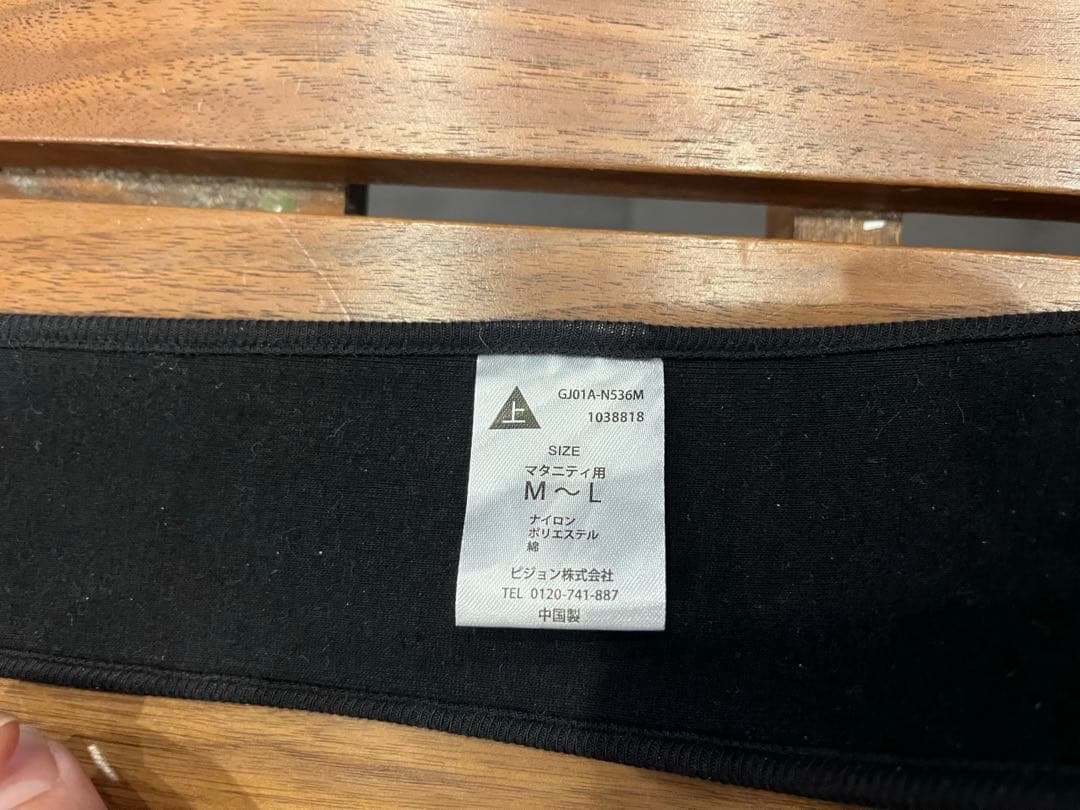 上
GJ01A-N536M
1038818
SIZE
マタニティ用
M～L
ナイロン
ポリエステル
綿
ピジョン株式会社
TEL 0120-741-887
中国製